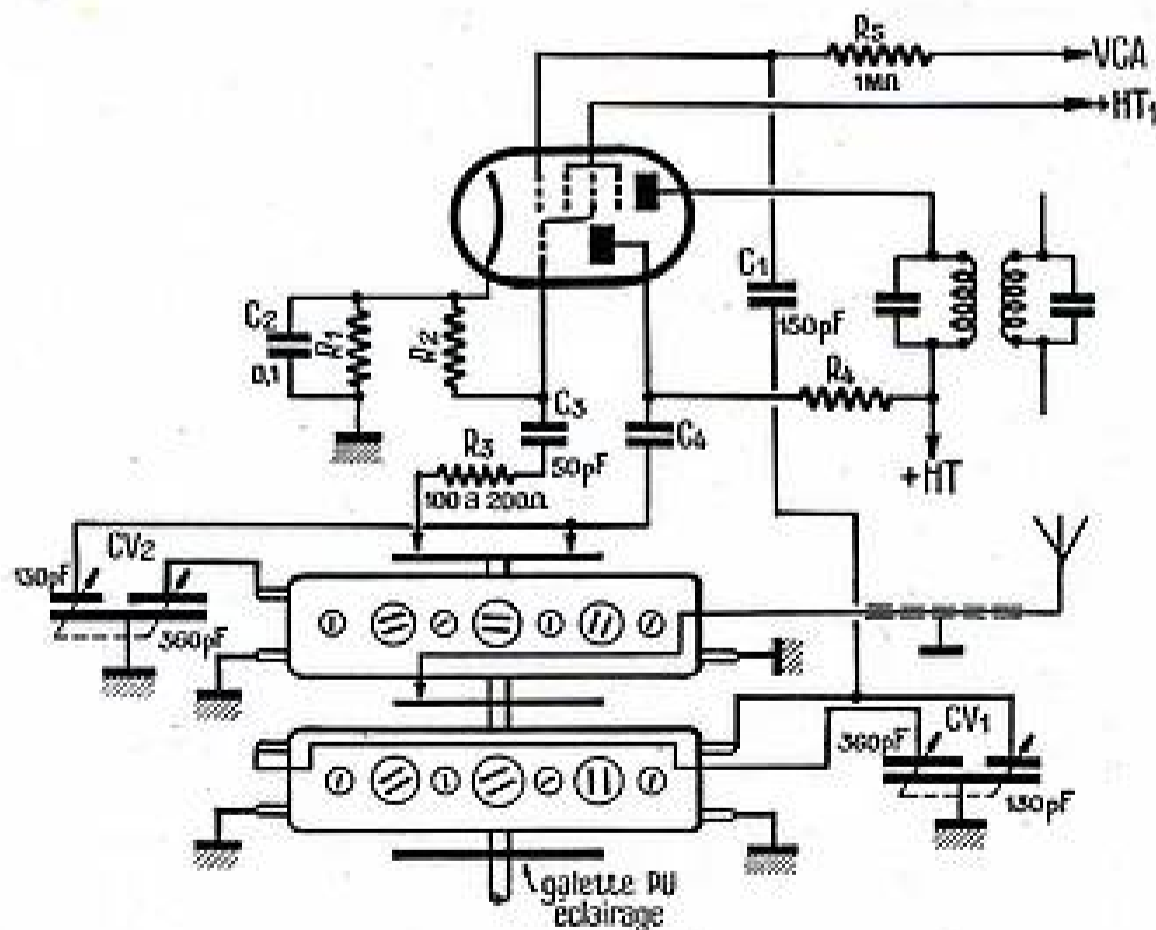 R5
VCA
1MΩ
+HT1
C1
150pF
C2
0,1
R1
R2
R4
C3
50pF
C4
R3
100 à 200Ω
+HT
CV2
130pF
360pF
CV1
360pF
130pF
galette PU
eclairage